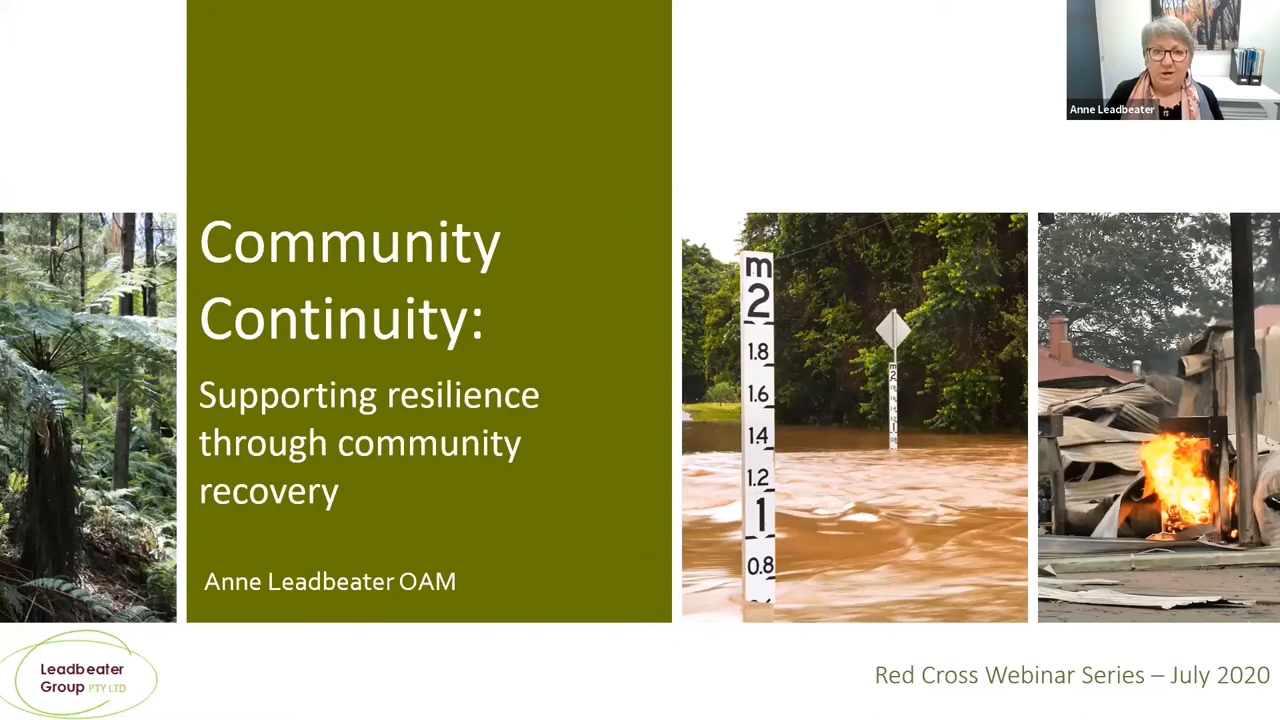 Anne Leadbeater
Community
Continuity:
Supporting resilience
through community
recovery
Anne Leadbeater OAM
m
2
1.8
1.6
1.4
1.2
1
0.8
m
2
Leadbeater
Group PTY LTD
Red Cross Webinar Series – July 2020